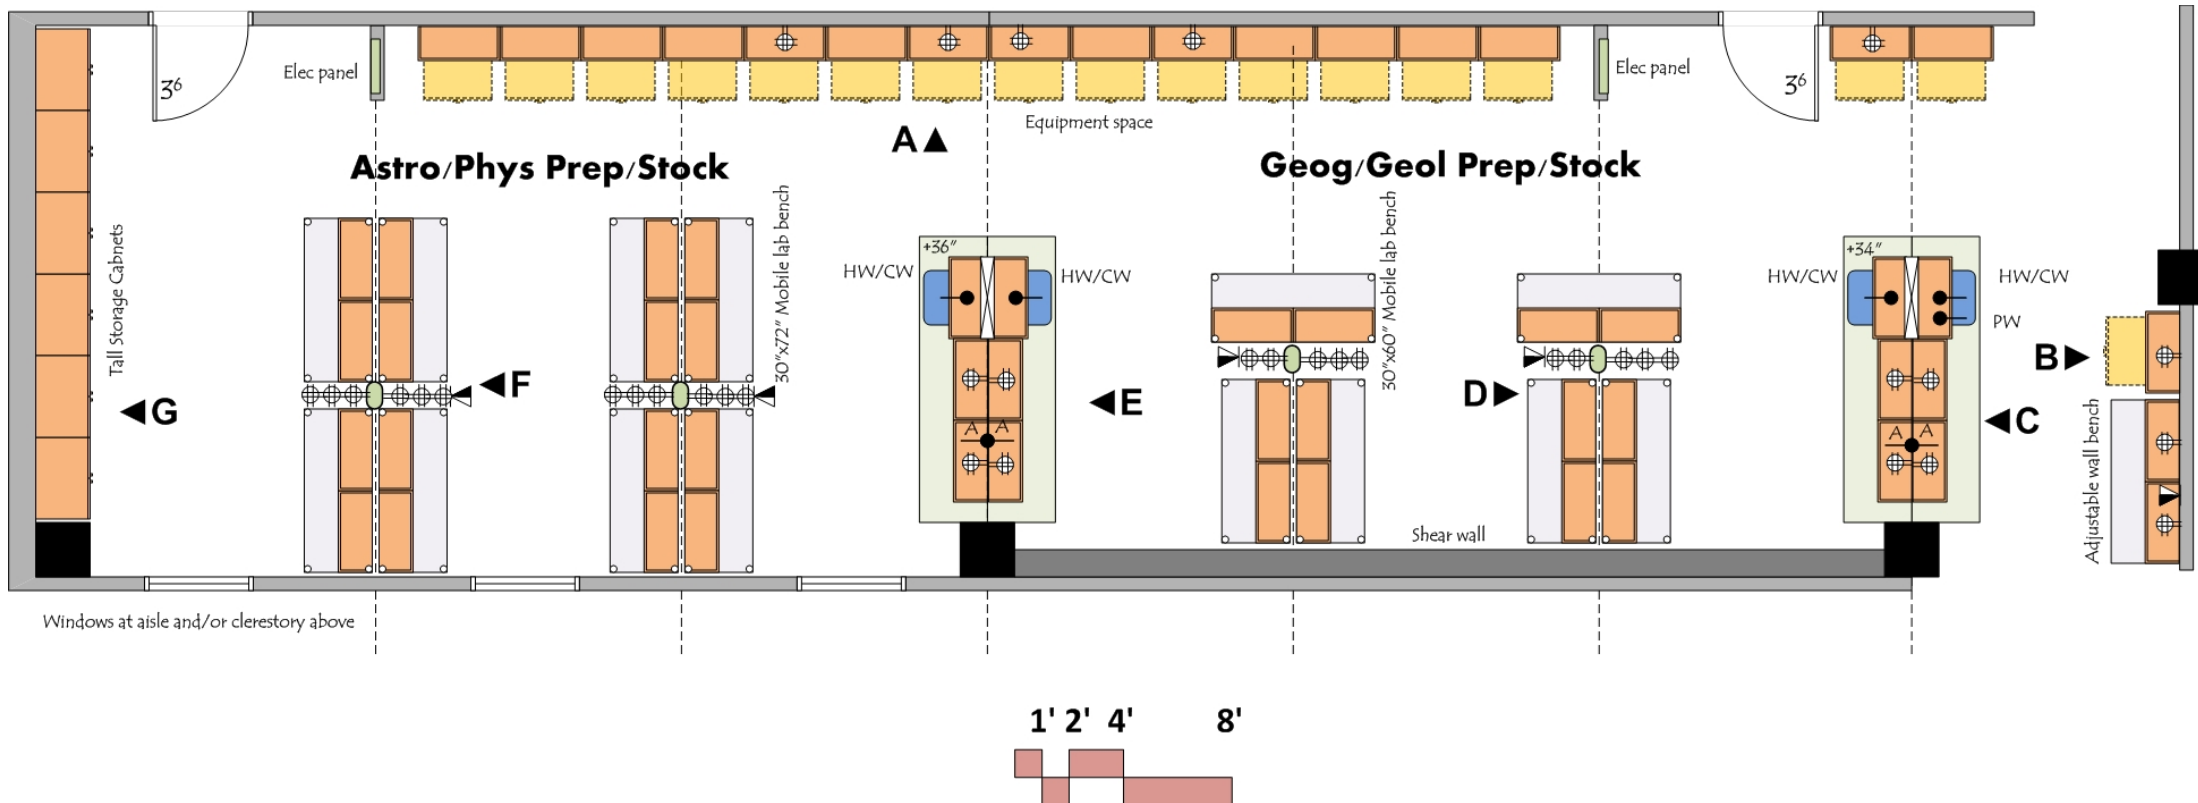 Elec panel
Elec panel
3⁶
3⁶
Equipment space
A
Astro/Phys Prep/Stock
Geog/Geol Prep/Stock
Tall Storage Cabnets
30"x72" Mobile lab bench
30"x60" Mobile lab bench
+36"
+34"
HW/CW
HW/CW
HW/CW
HW/CW
PW
B
F
G
E
D
C
A A
A A
Adjustable wall bench
Shear wall
Windows at aisle and/or clerestory above
1' 2' 4' 8'